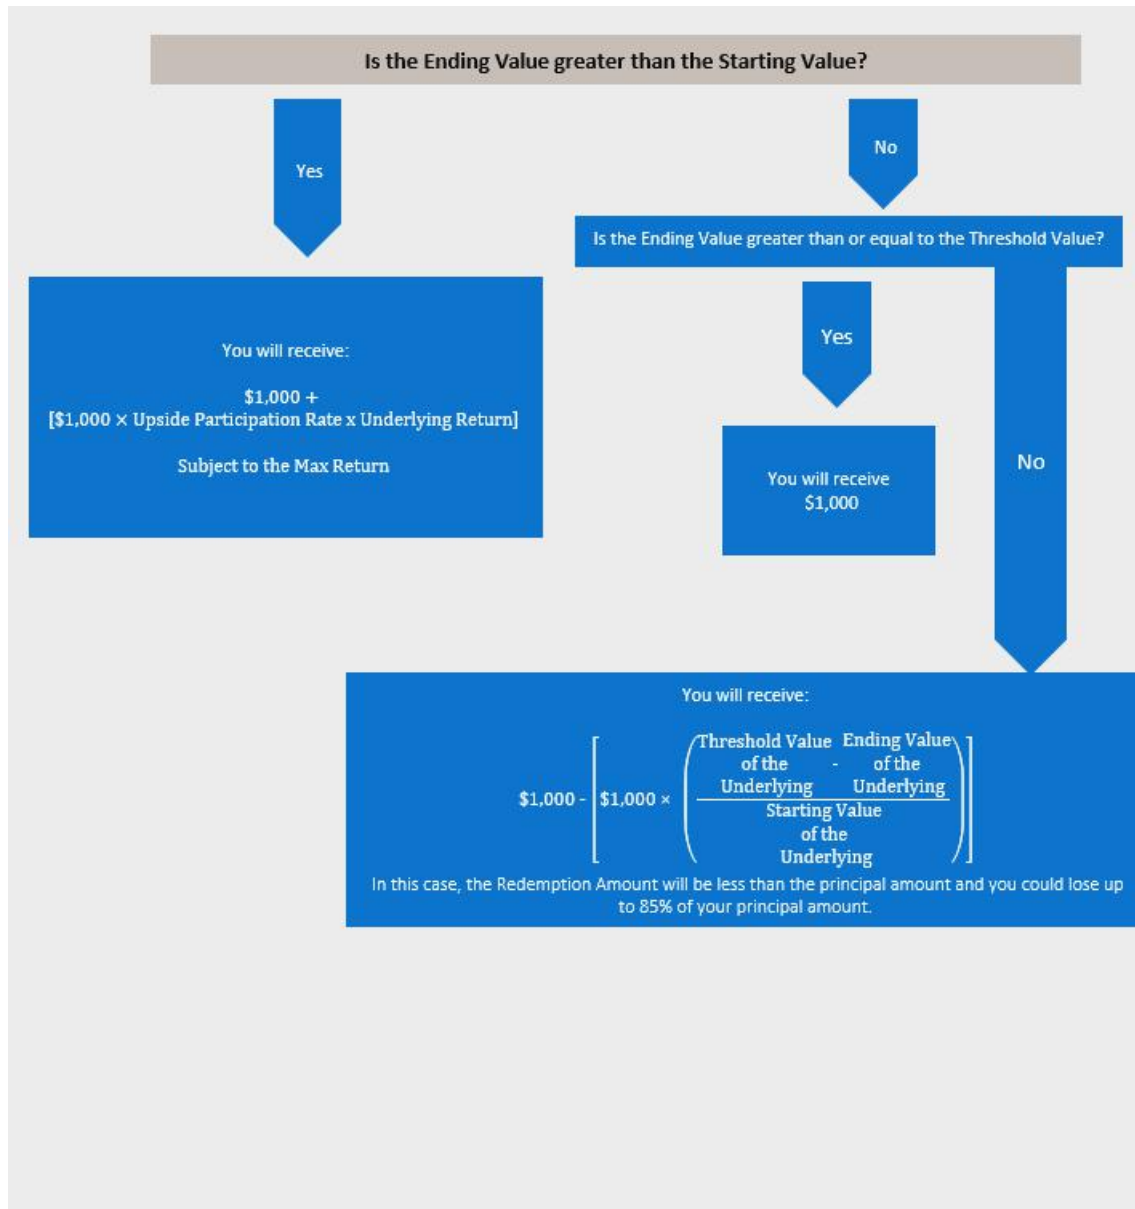 Is the Ending Value greater than the Starting Value?
Yes
No
Is the Ending Value greater than or equal to the Threshold Value?
You will receive:
$1,000 +
[$1,000 × Upside Participation Rate x Underlying Return]
Subject to the Max Return
Yes
You will receive
$1,000
No
You will receive:
Threshold Value Ending Value
of the - of the
Underlying Underlying
$1,000 - [$1,000 ×
Starting Value
of the
Underlying
In this case, the Redemption Amount will be less than the principal amount and you could lose up
to 85% of your principal amount.